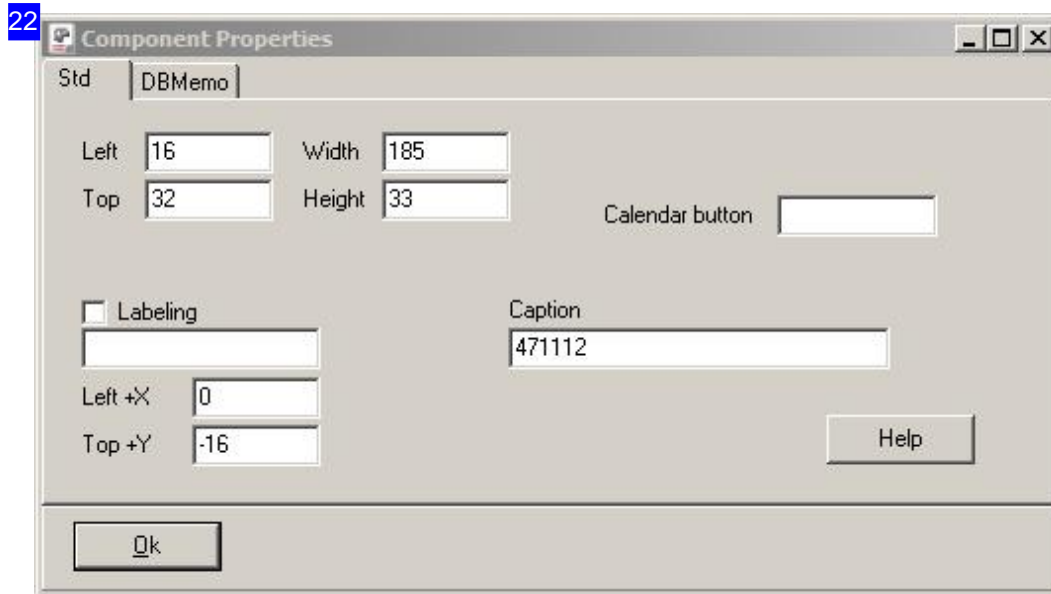 22
Component Properties
Std DBMemo
Left 16 Width 185
Top 32 Height 33
Calendar button
Labeling Caption
471112
Left +X 0
Top +Y -16
Help
Ok